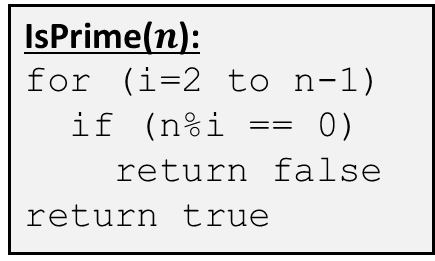 IsPrime(n):
for (i=2 to n-1)
if (n%i == 0)
return false
return true